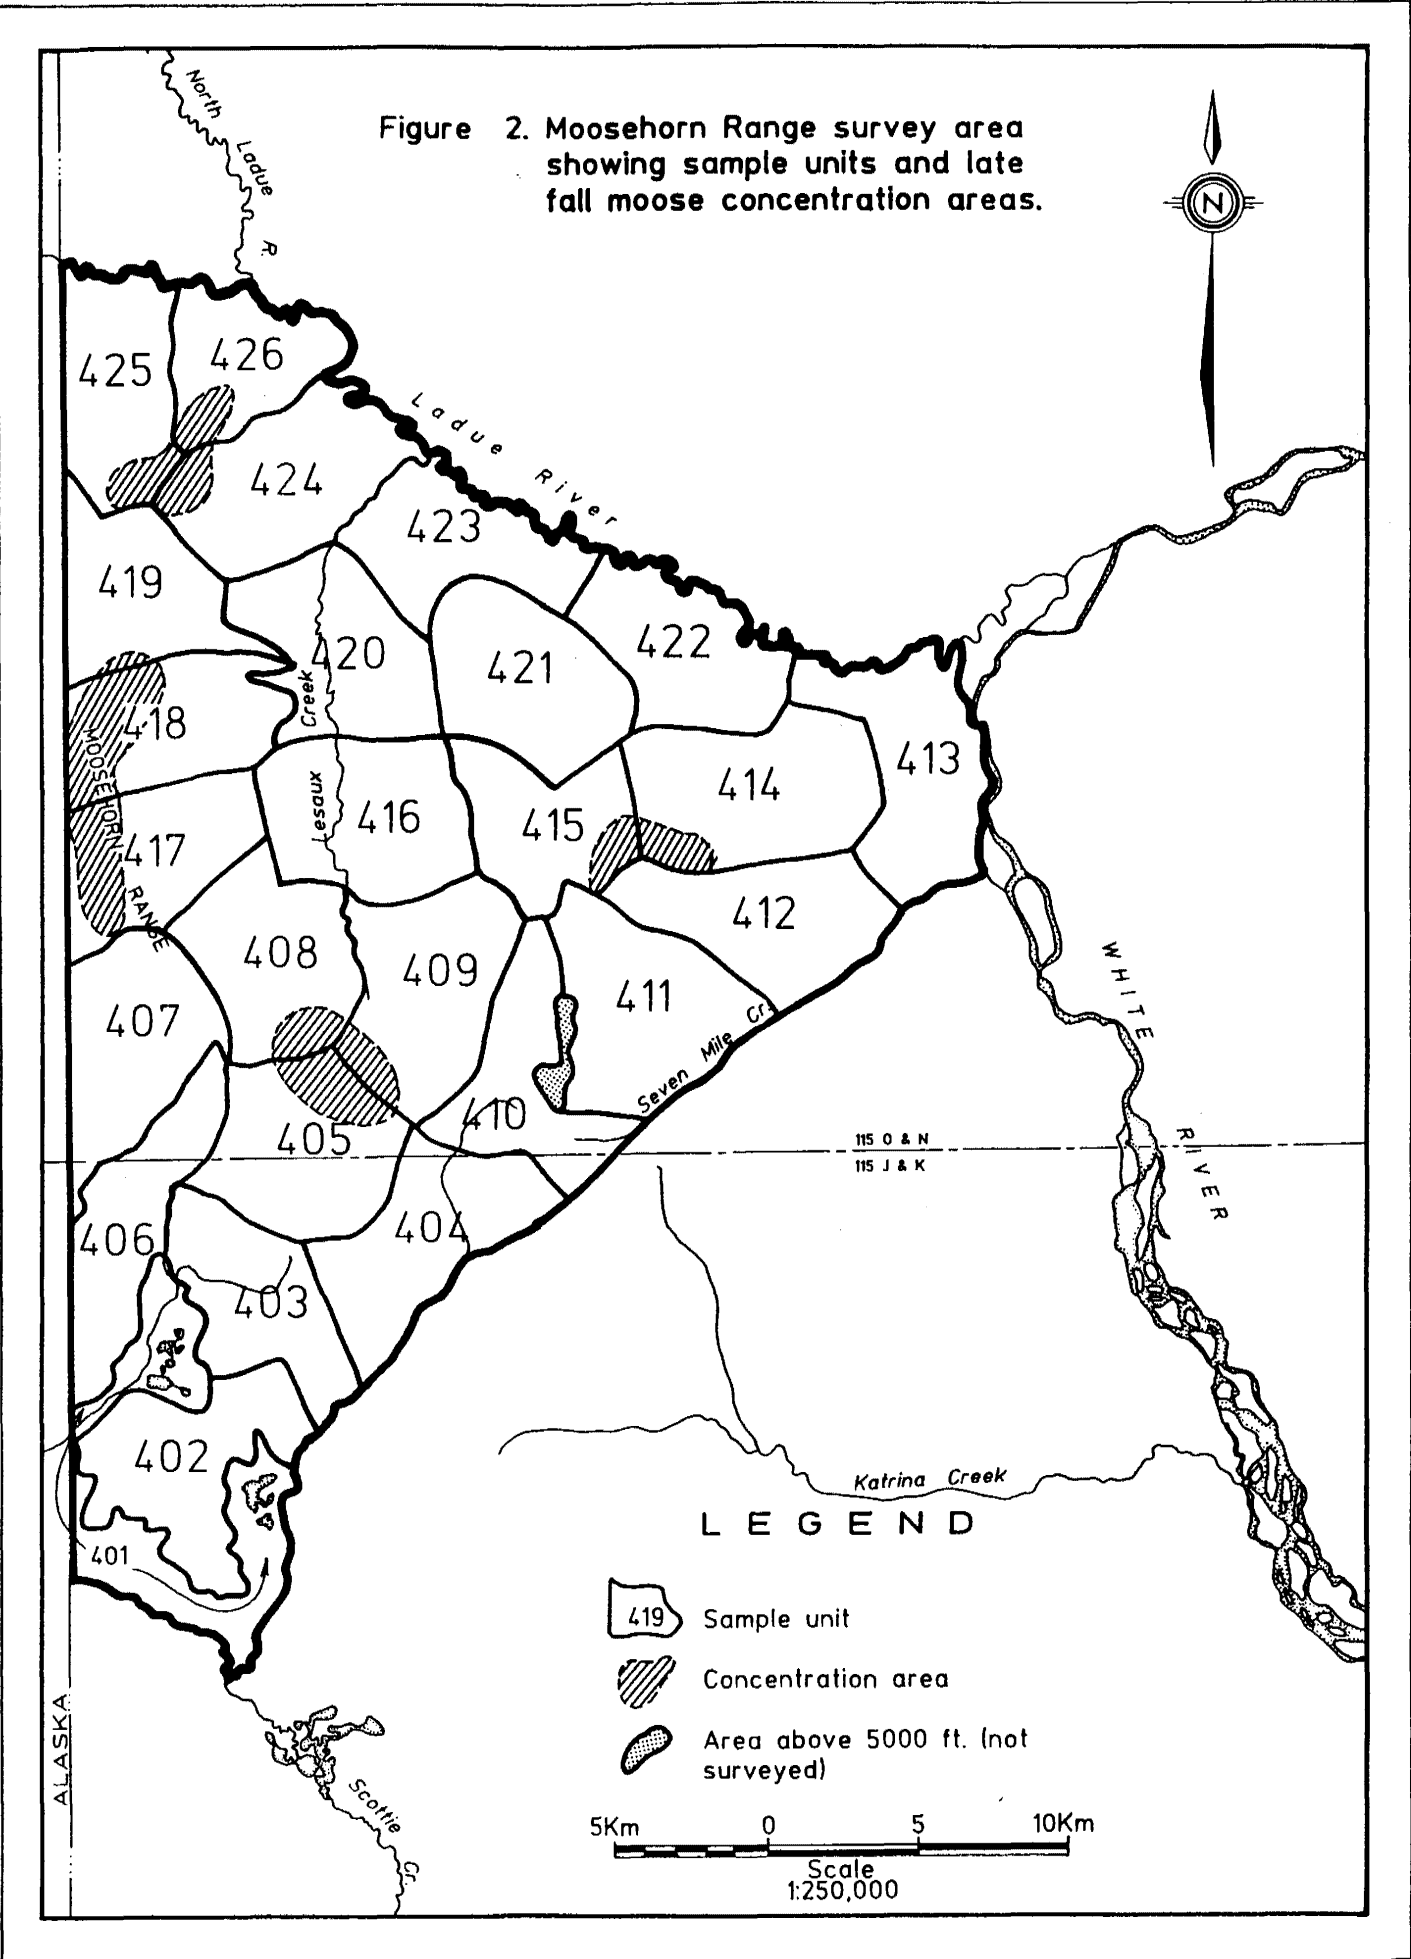 North Ladue R.
Figure 2. Moosehorn Range survey area
showing sample units and late
fall moose concentration areas.
N
425
426
Ladue River
424
423
419
420
421
422
418
Lesaux Creek
413
MOOSEHORN RANGE
414
416
415
417
412
408
409
411
WHITE RIVER
407
Seven Mile Cr.
410
405
115 O & N
115 J & K
406
404
403
402
Katrina Creek
401
LEGEND
419 Sample unit
Concentration area
Area above 5000 ft. (not
surveyed)
ALASKA
Scottie Cr.
5Km 0 5 10Km
Scale
1:250,000